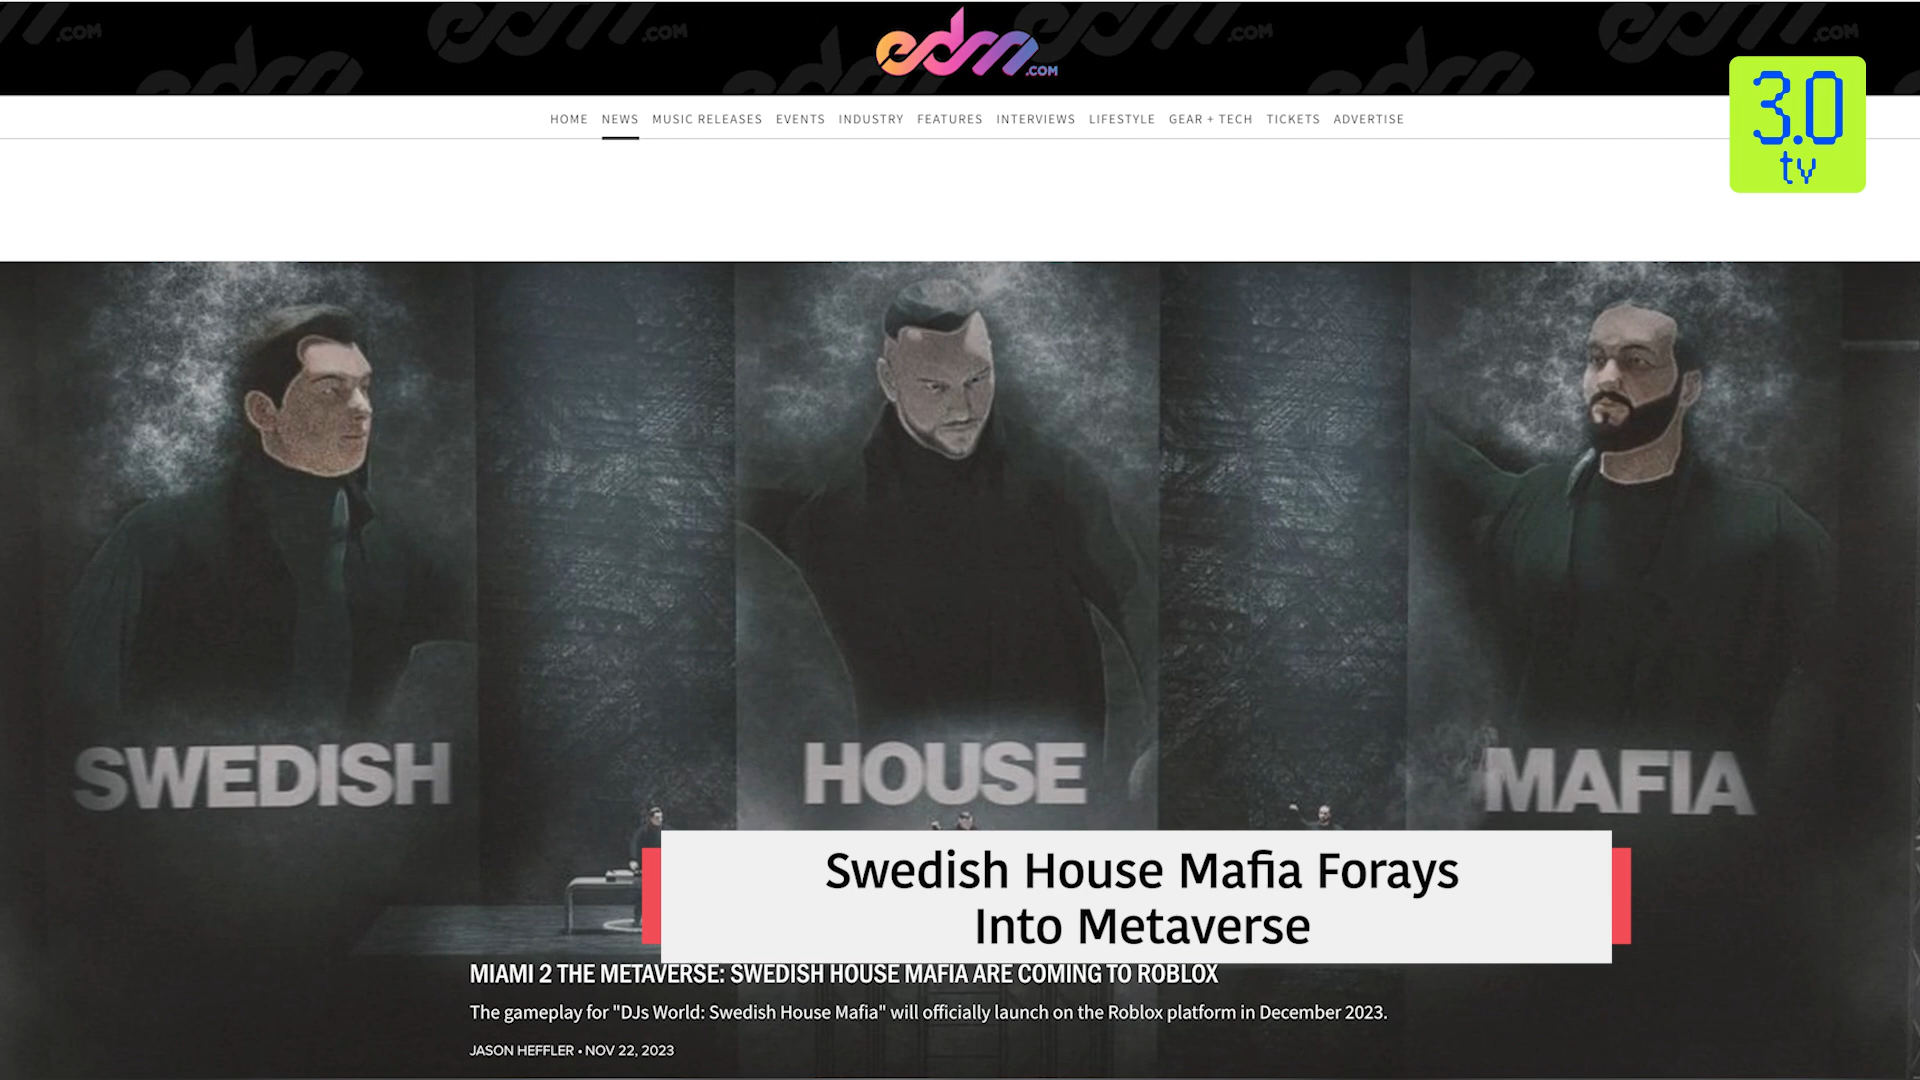 edm.COM
3.0
tv
HOME NEWS MUSIC RELEASES EVENTS INDUSTRY FEATURES INTERVIEWS LIFESTYLE GEAR + TECH TICKETS ADVERTISE
SWEDISH HOUSE MAFIA
Swedish House Mafia Forays
Into Metaverse
MIAMI 2 THE METAVERSE: SWEDISH HOUSE MAFIA ARE COMING TO ROBLOX
The gameplay for "DJs World: Swedish House Mafia" will officially launch on the Roblox platform in December 2023.
JASON HEFFLER • NOV 22, 2023